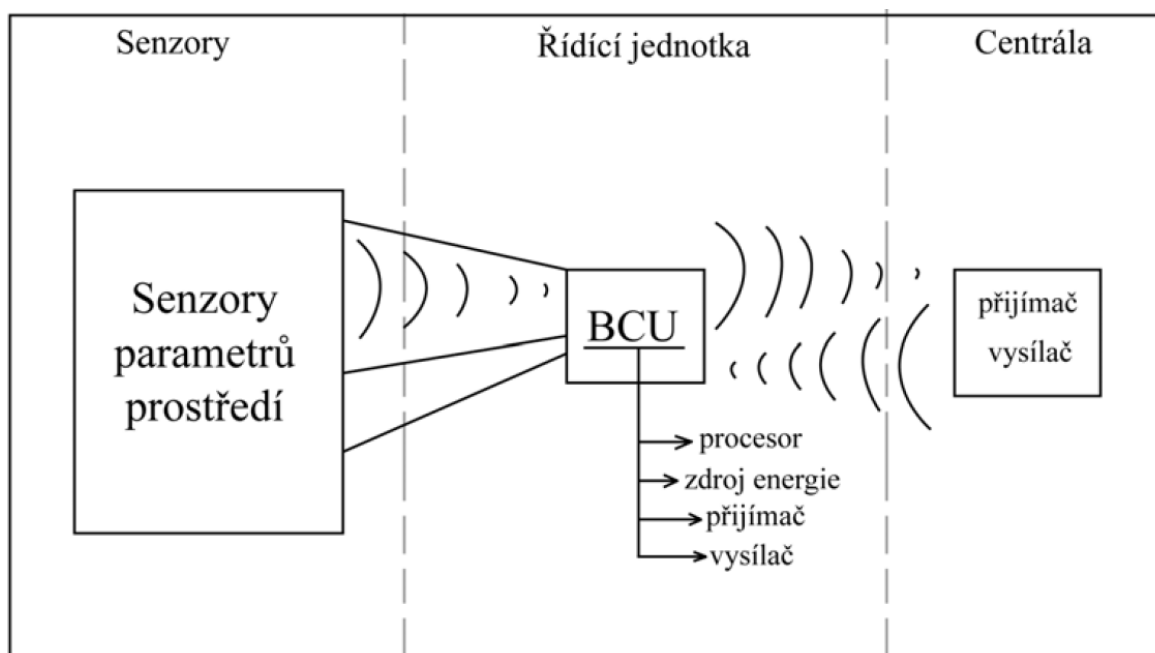 Senzory
Řídící jednotka
Centrála
Senzory
parametrů
prostředí
BCU
procesor
zdroj energie
přijímač
vysílač
přijímač
vysílač